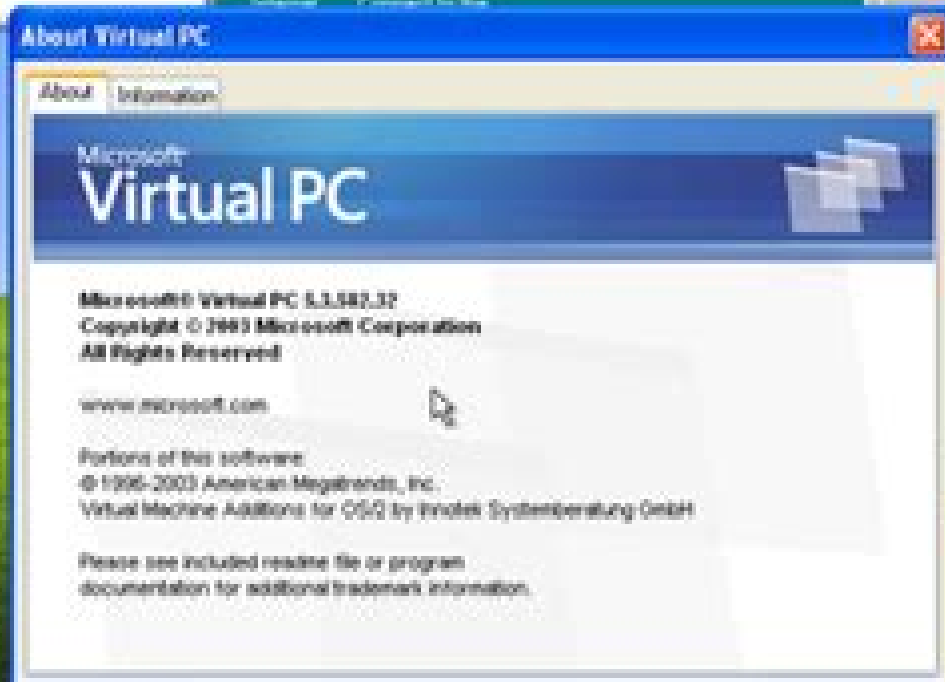 About Virtual PC
About Information
Microsoft
Virtual PC
Microsoft® Virtual PC 5.3.582.32
Copyright © 2003 Microsoft Corporation
All Rights Reserved
www.microsoft.com
Portions of this software
© 1996-2003 American Megatrends, Inc.
Virtual Machine Additions for OS/2 by Innotek Systemberatung GmbH
Please see included readme file or program
documentation for additional trademark information.